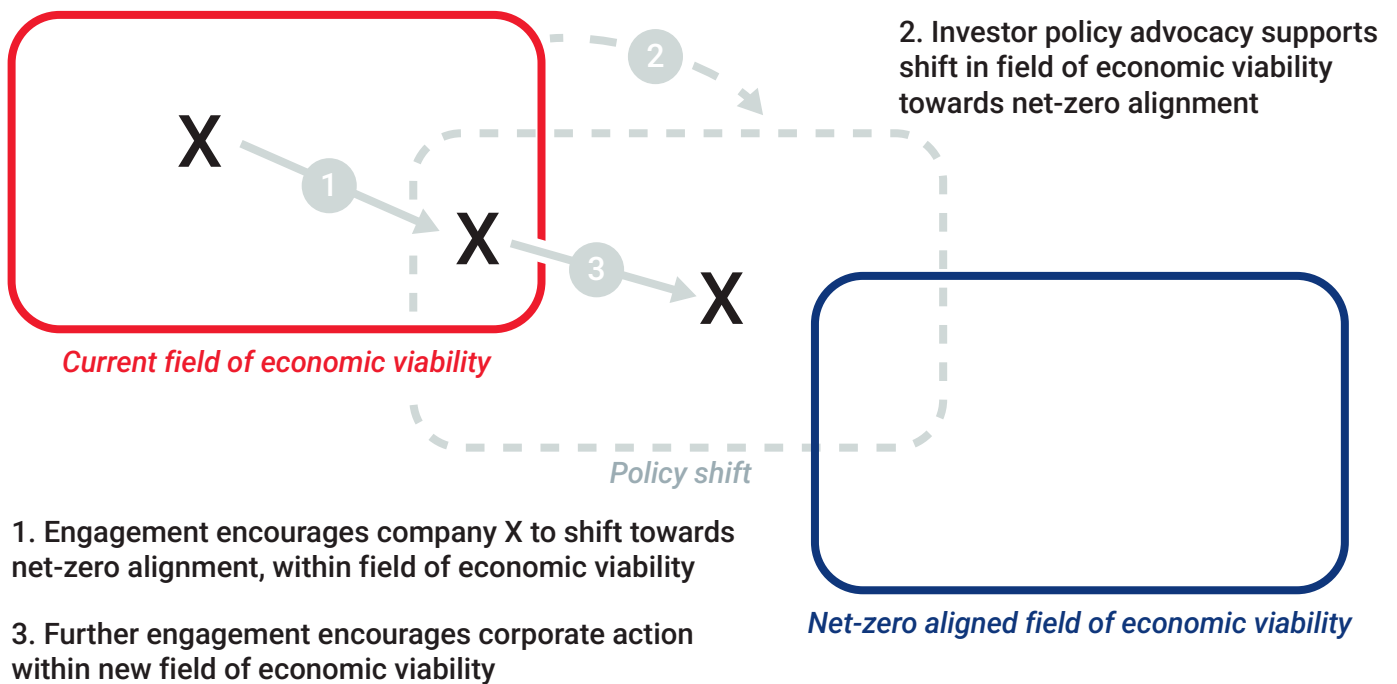 2. Investor policy advocacy supports
shift in field of economic viability
towards net-zero alignment
2
X
1
X
3
X
Current field of economic viability
Policy shift
1. Engagement encourages company X to shift towards
net-zero alignment, within field of economic viability
3. Further engagement encourages corporate action
within new field of economic viability
Net-zero aligned field of economic viability